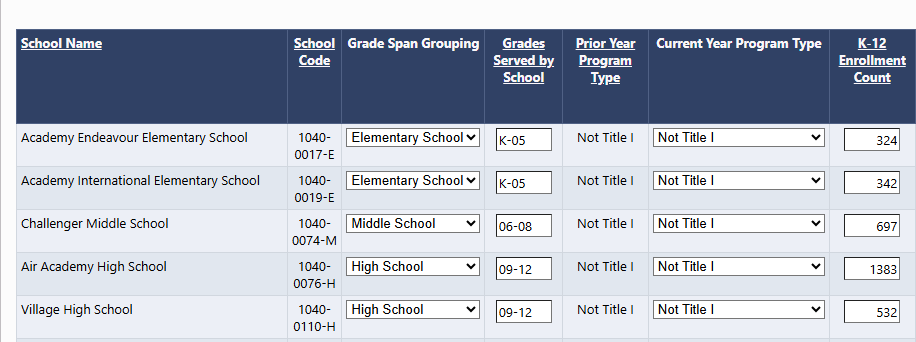 School Name School Code Grade Span Grouping Grades Served by School Prior Year Program Type Current Year Program Type K-12 Enrollment Count
Academy Endeavour Elementary School 1040-0017-E Elementary School K-05 Not Title I Not Title I 324
Academy International Elementary School 1040-0019-E Elementary School K-05 Not Title I Not Title I 342
Challenger Middle School 1040-0074-M Middle School 06-08 Not Title I Not Title I 697
Air Academy High School 1040-0076-H High School 09-12 Not Title I Not Title I 1383
Village High School 1040-0110-H High School 09-12 Not Title I Not Title I 532